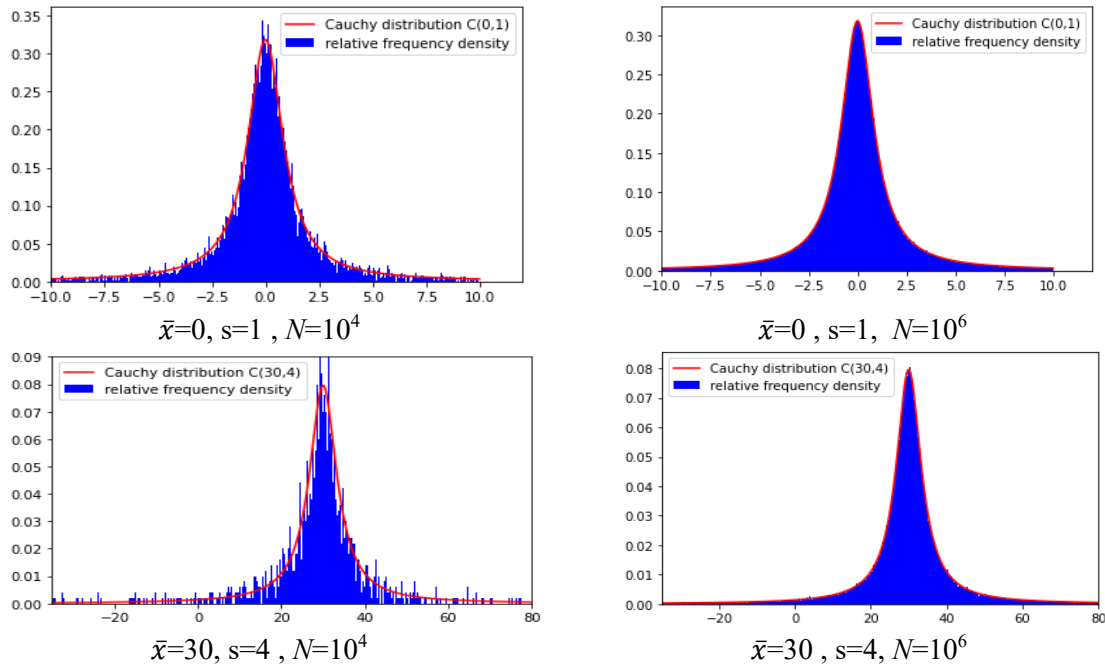 Cauchy distribution C(0,1)
relative frequency density
0.35
0.30
0.25
0.20
0.15
0.10
0.05
0.00
−10.0 −7.5 −5.0 −2.5 0.0 2.5 5.0 7.5 10.0
x̄=0, s=1 , N=10⁴
Cauchy distribution C(0,1)
relative frequency density
0.30
0.25
0.20
0.15
0.10
0.05
0.00
−10.0 −7.5 −5.0 −2.5 0.0 2.5 5.0 7.5 10.0
x̄=0 , s=1, N=10⁶
Cauchy distribution C(30,4)
relative frequency density
0.09
0.08
0.07
0.06
0.05
0.04
0.03
0.02
0.01
0.00
−20 0 20 40 60 80
x̄=30, s=4 , N=10⁴
Cauchy distribution C(30,4)
relative frequency density
0.08
0.07
0.06
0.05
0.04
0.03
0.02
0.01
0.00
−20 0 20 40 60 80
x̄=30 , s=4, N=10⁶